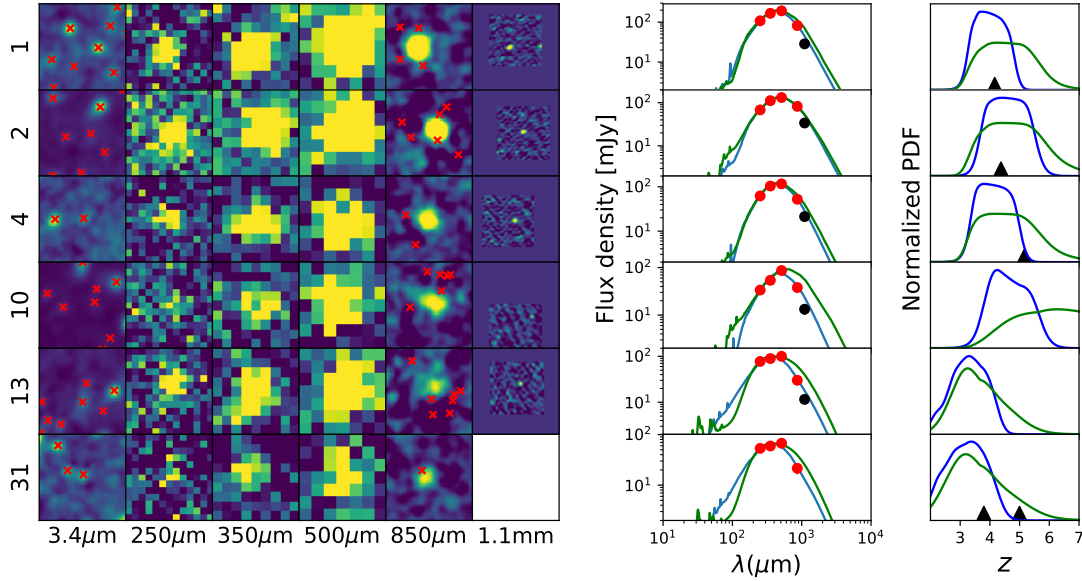 1
2
4
10
13
31
3.4μm 250μm 350μm 500μm 850μm 1.1mm
Flux density [mJy]
10²
10¹
10²
10¹
10²
10¹
10²
10¹
10²
10¹
10²
10¹
10¹ 10² 10³ 10⁴
λ(μm)
Normalized PDF
3 4 5 6 7
z